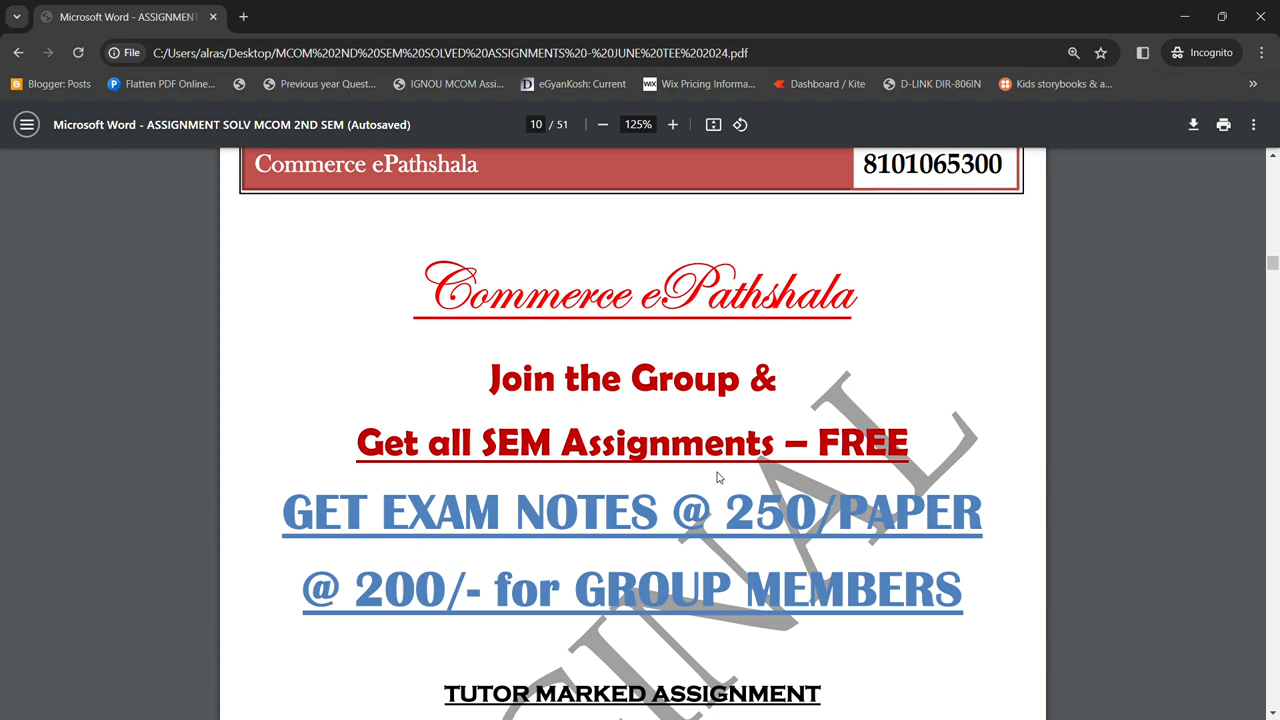 Microsoft Word - ASSIGNMENT
File
C:/Users/alras/Desktop/MCOM%202ND%20SEM%20SOLVED%20ASSIGNMENTS%20-%20JUNE%20TEE%202024.pdf
Incognito
Blogger: Posts
Flatten PDF Online...
Previous year Quest...
IGNOU MCOM Assi...
eGyanKosh: Current
WIX
Wix Pricing Informa...
Dashboard / Kite
D-LINK DIR-806IN
Kids storybooks & a...
Microsoft Word - ASSIGNMENT SOLV MCOM 2ND SEM (Autosaved)
10 / 51
125%
Commerce ePathshala
8101065300
Commerce ePathshala
Join the Group &
Get all SEM Assignments – FREE
GET EXAM NOTES @ 250/PAPER
@ 200/- for GROUP MEMBERS
TUTOR MARKED ASSIGNMENT